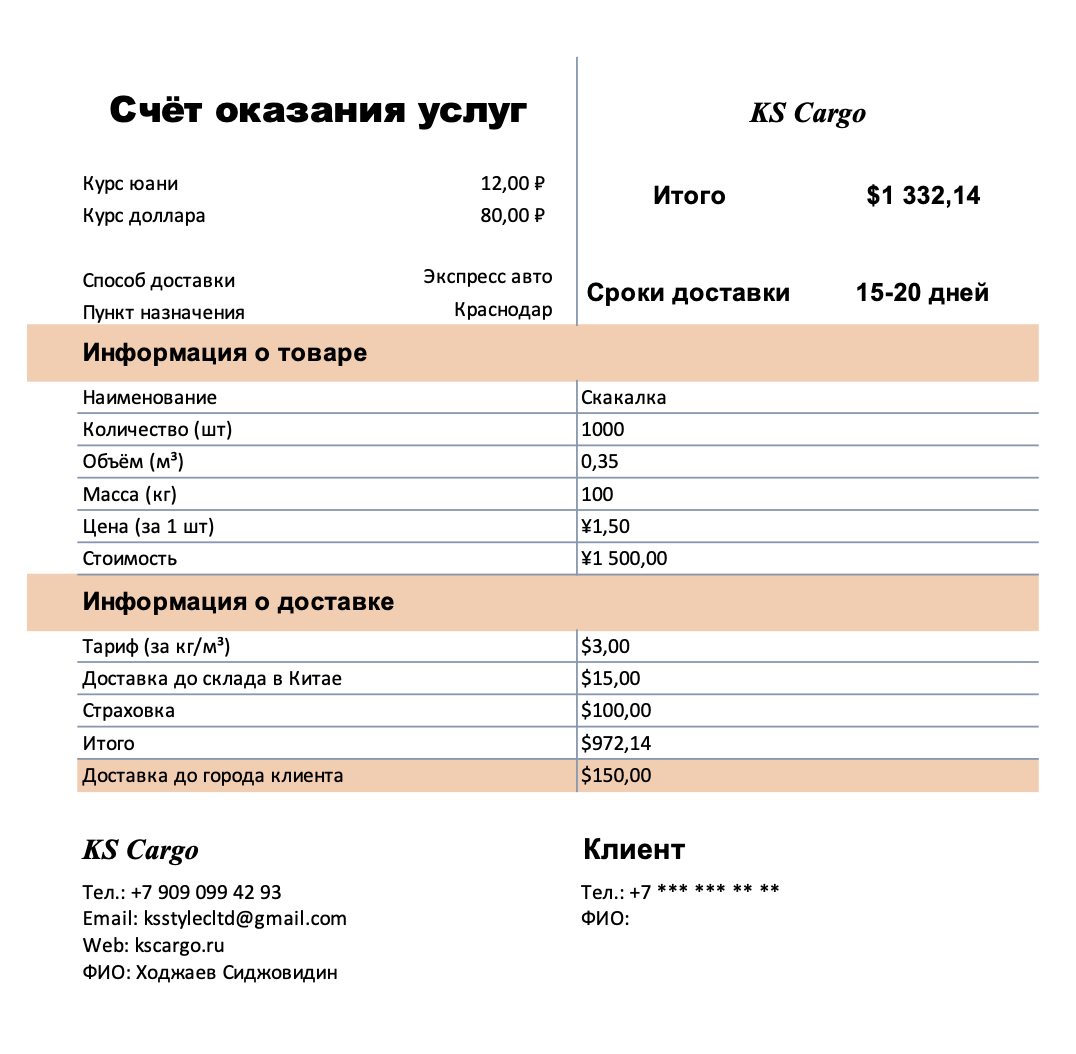 Счёт оказания услуг
KS Cargo
Курс юани 12,00 ₽
Курс доллара 80,00 ₽
Итого $1 332,14
Способ доставки Экспресс авто
Пункт назначения Краснодар
Сроки доставки 15-20 дней
Информация о товаре
Наименование Скакалка
Количество (шт) 1000
Объём (м³) 0,35
Масса (кг) 100
Цена (за 1 шт) ¥1,50
Стоимость ¥1 500,00
Информация о доставке
Тариф (за кг/м³) $3,00
Доставка до склада в Китае $15,00
Страховка $100,00
Итого $972,14
Доставка до города клиента $150,00
KS Cargo
Тел.: +7 909 099 42 93
Email: ksstylecltd@gmail.com
Web: kscargo.ru
ФИО: Ходжаев Сиджовидин
Клиент
Тел.: +7 *** *** ** **
ФИО: